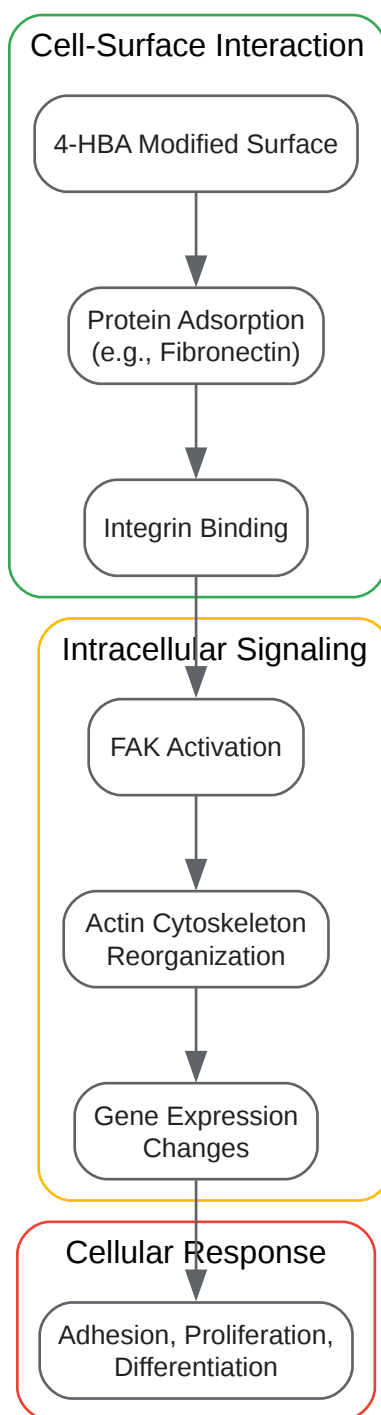 Cell-Surface Interaction
4-HBA Modified Surface
Protein Adsorption
(e.g., Fibronectin)
Integrin Binding
Intracellular Signaling
FAK Activation
Actin Cytoskeleton
Reorganization
Gene Expression
Changes
Cellular Response
Adhesion, Proliferation,
Differentiation